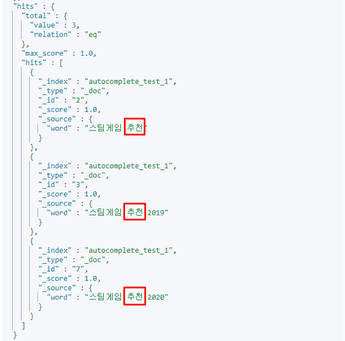 "hits" : {
"total" : {
"value" : 3,
"relation" : "eq"
},
"max_score" : 1.0,
"hits" : [
{
"_index" : "autocomplete_test_1",
"_type" : "_doc",
"_id" : "2",
"_score" : 1.0,
"_source" : {
"word" : "스팀게임 추천"
}
},
{
"_index" : "autocomplete_test_1",
"_type" : "_doc",
"_id" : "3",
"_score" : 1.0,
"_source" : {
"word" : "스팀게임 추천 2019"
}
},
{
"_index" : "autocomplete_test_1",
"_type" : "_doc",
"_id" : "7",
"_score" : 1.0,
"_source" : {
"word" : "스팀게임 추천 2020"
}
}
]
}